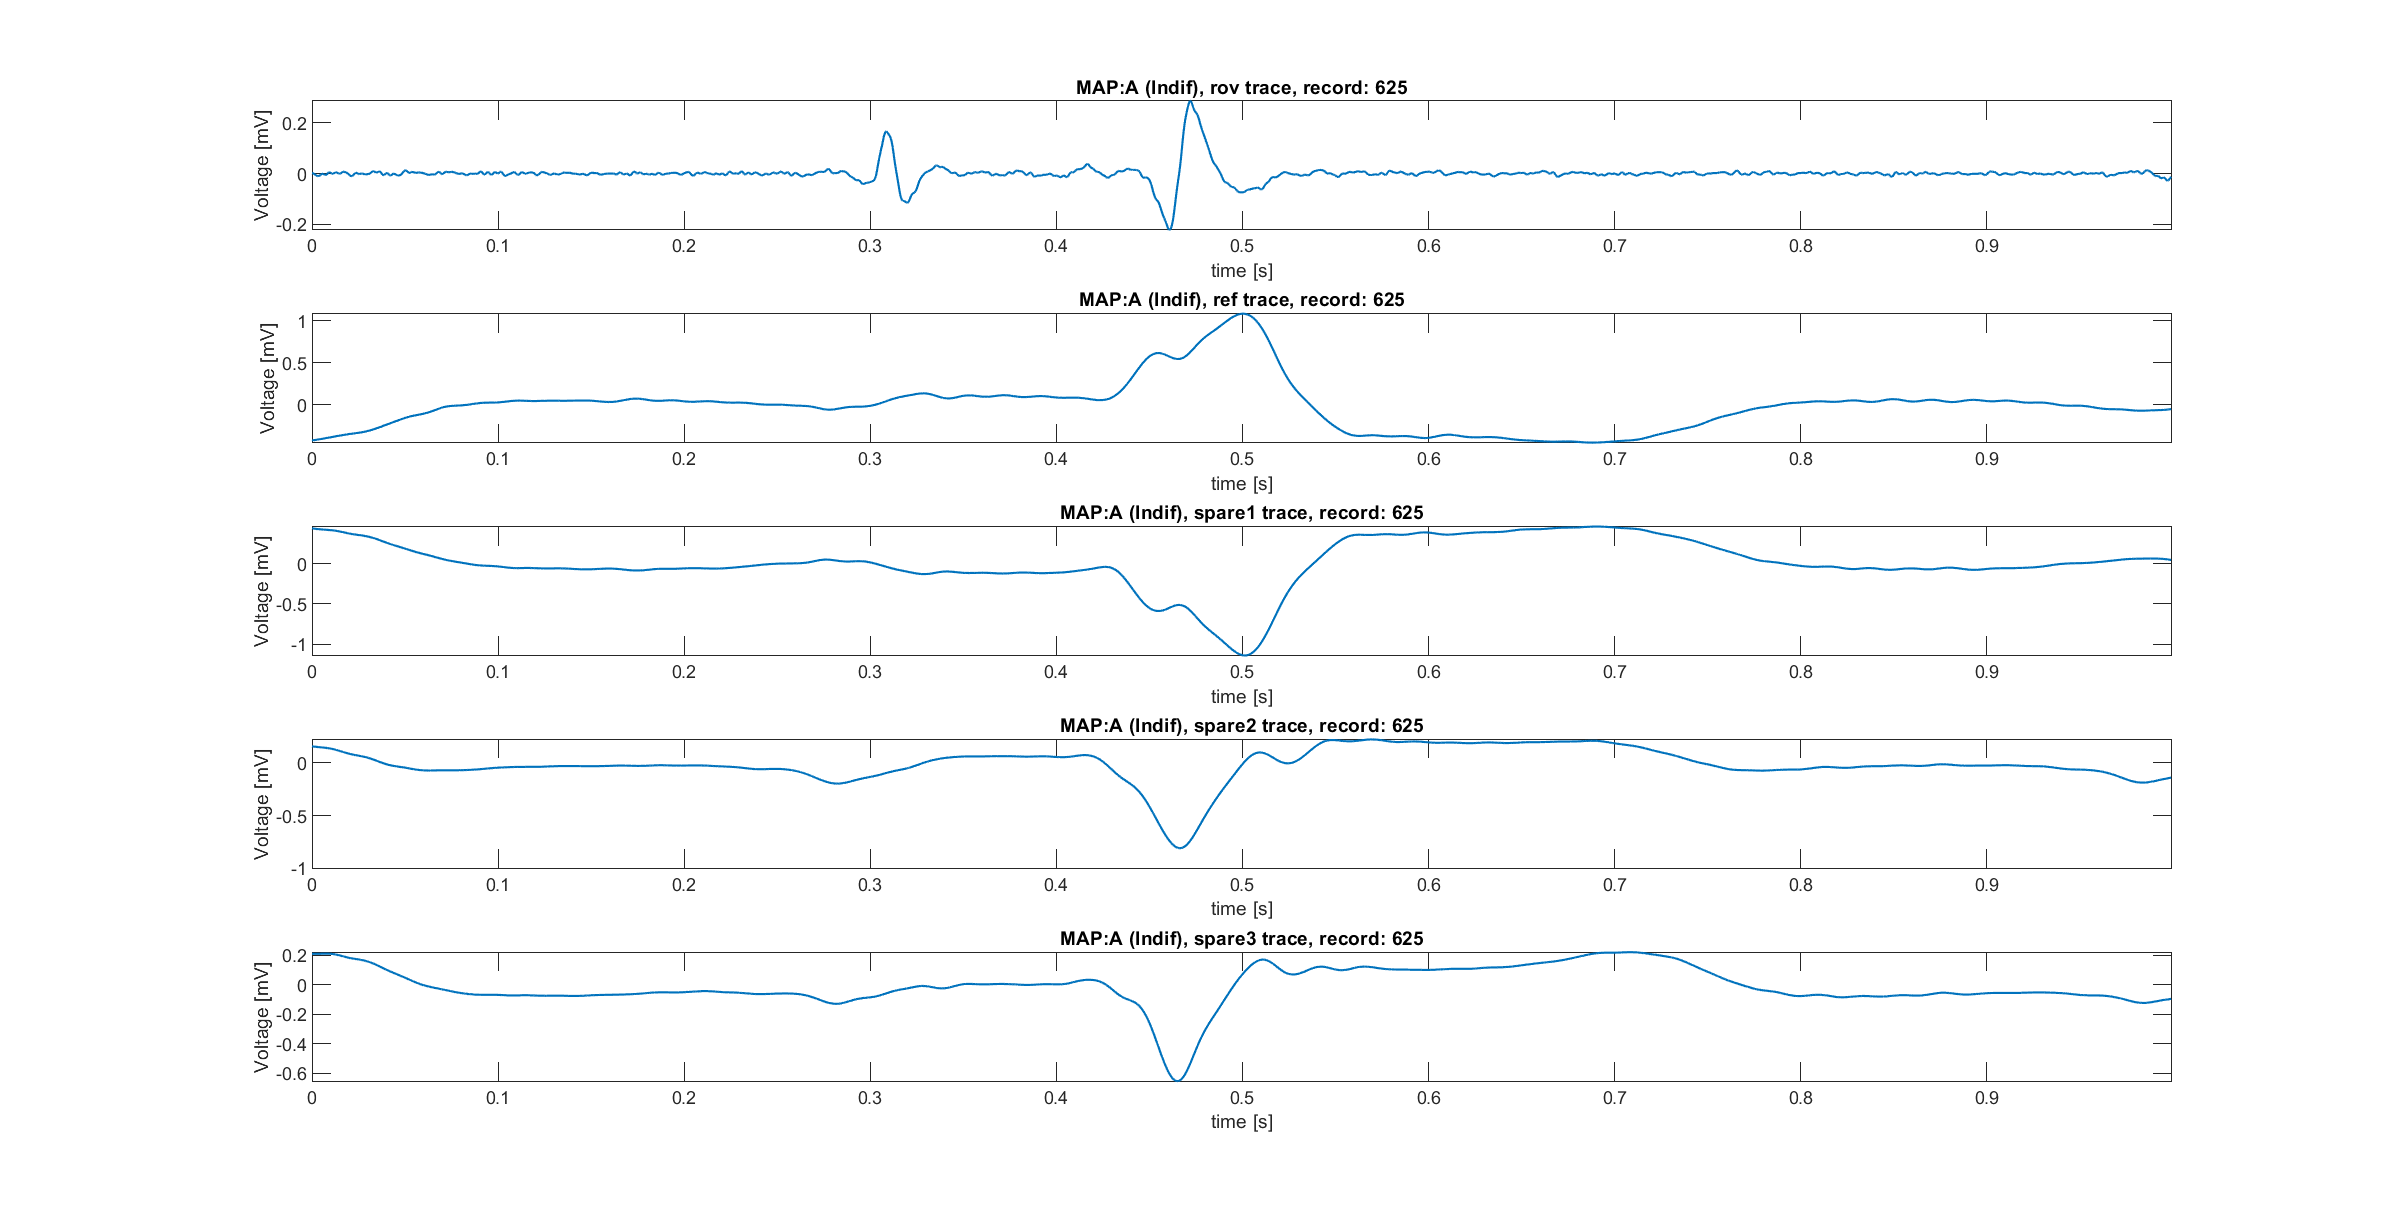 MAP:A (Indif), rov trace, record: 625
Voltage [mV]
0.2
0
-0.2
0 0.1 0.2 0.3 0.4 0.5 0.6 0.7 0.8 0.9
time [s]
MAP:A (Indif), ref trace, record: 625
Voltage [mV]
1
0.5
0
0 0.1 0.2 0.3 0.4 0.5 0.6 0.7 0.8 0.9
time [s]
MAP:A (Indif), spare1 trace, record: 625
Voltage [mV]
0
-0.5
-1
0 0.1 0.2 0.3 0.4 0.5 0.6 0.7 0.8 0.9
time [s]
MAP:A (Indif), spare2 trace, record: 625
Voltage [mV]
0
-0.5
-1
0 0.1 0.2 0.3 0.4 0.5 0.6 0.7 0.8 0.9
time [s]
MAP:A (Indif), spare3 trace, record: 625
Voltage [mV]
0.2
0
-0.2
-0.4
-0.6
0 0.1 0.2 0.3 0.4 0.5 0.6 0.7 0.8 0.9
time [s]